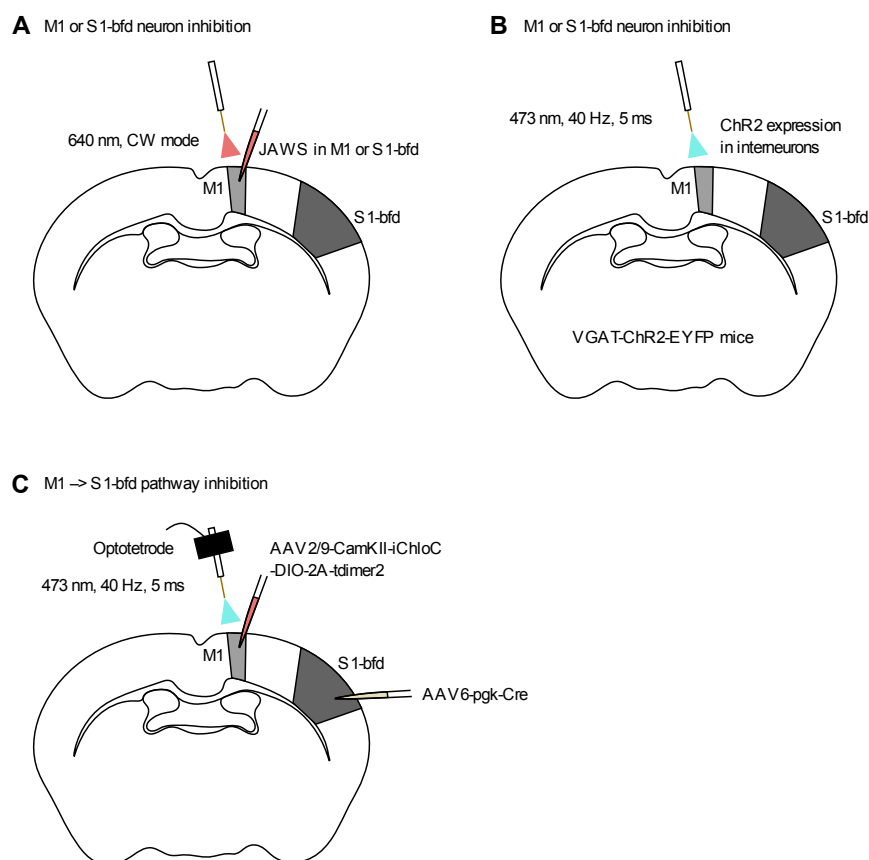 A M1 or S1-bfd neuron inhibition
640 nm, CW mode
JAWS in M1 or S1-bfd
M1
S1-bfd
B M1 or S1-bfd neuron inhibition
473 nm, 40 Hz, 5 ms
ChR2 expression
in interneurons
M1
S1-bfd
VGAT-ChR2-EYFP mice
C M1 --> S1-bfd pathway inhibition
Optotetrode
473 nm, 40 Hz, 5 ms
AAV2/9-CamKII-iChloC
-DIO-2A-tdimer2
M1
S1-bfd
AAV6-pgk-Cre